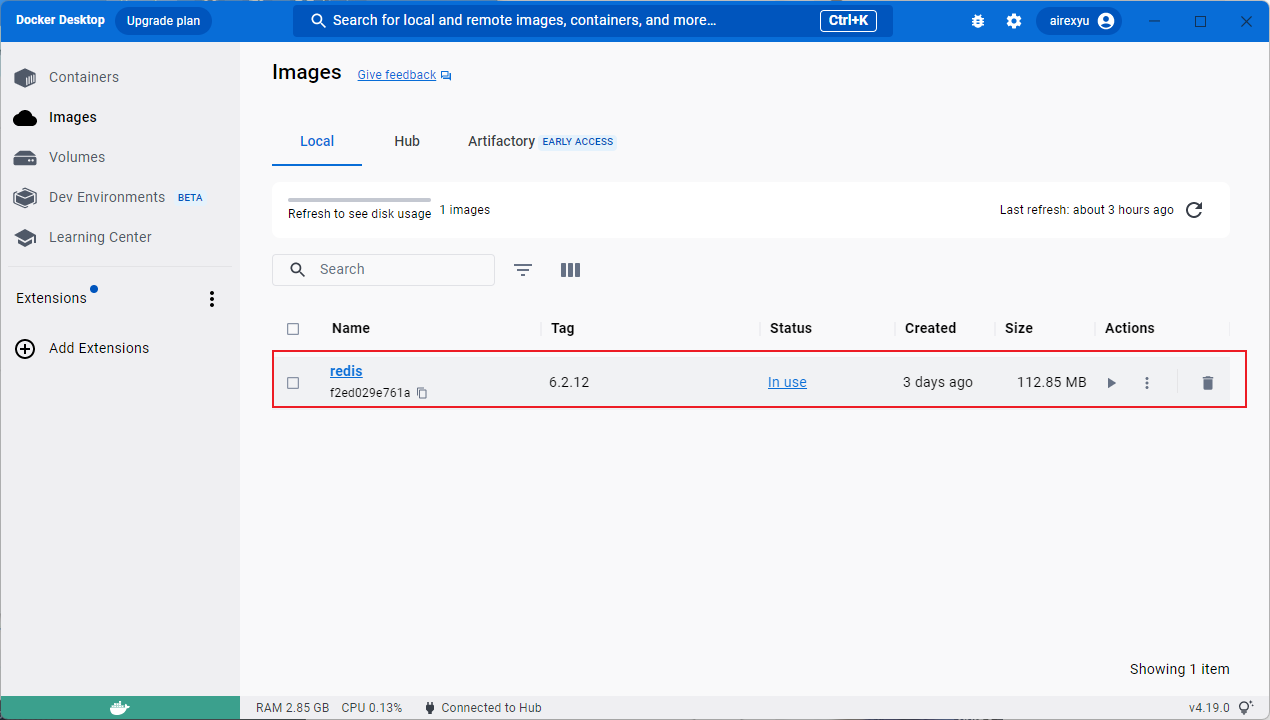 Docker Desktop Upgrade plan Search for local and remote images, containers, and more... Ctrl+K airexyu
Containers
Images
Volumes
Dev Environments BETA
Learning Center
Extensions
Add Extensions
Images Give feedback
Local Hub Artifactory EARLY ACCESS
Refresh to see disk usage 1 images Last refresh: about 3 hours ago
Search
Name Tag Status Created Size Actions
redis
f2ed029e761a
6.2.12 In use 3 days ago 112.85 MB
Showing 1 item
RAM 2.85 GB CPU 0.13% Connected to Hub v4.19.0